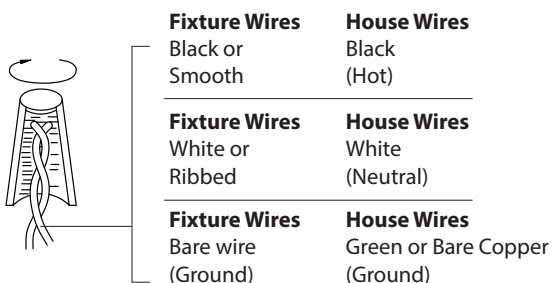 Fixture Wires House Wires
Black or Black
Smooth (Hot)
Fixture Wires House Wires
White or White
Ribbed (Neutral)
Fixture Wires House Wires
Bare wire Green or Bare Copper
(Ground) (Ground)